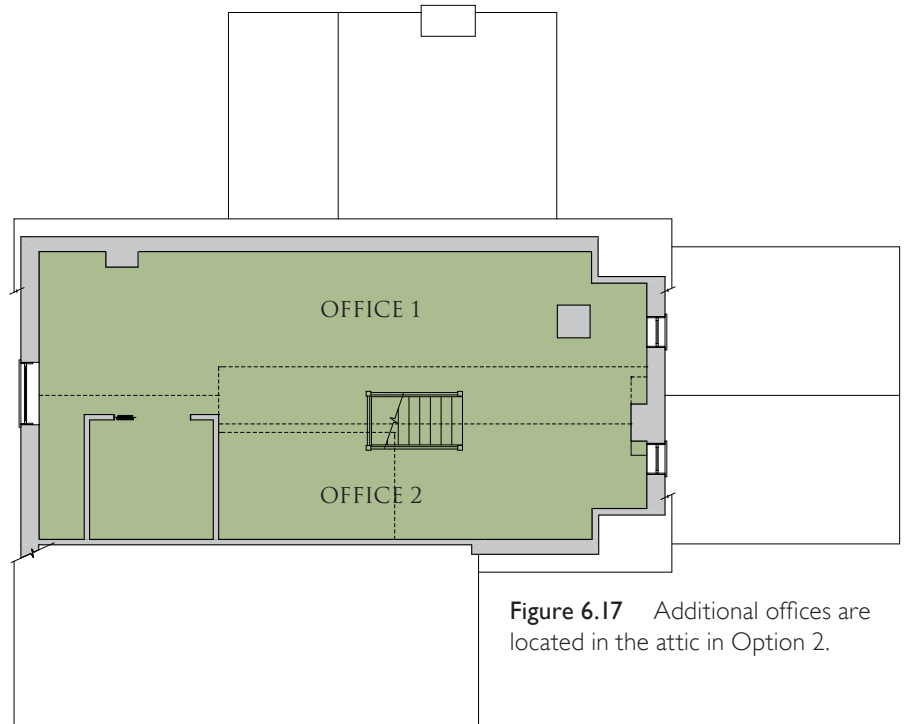 OFFICE 1
OFFICE 2
Figure 6.17 Additional offices are
located in the attic in Option 2.